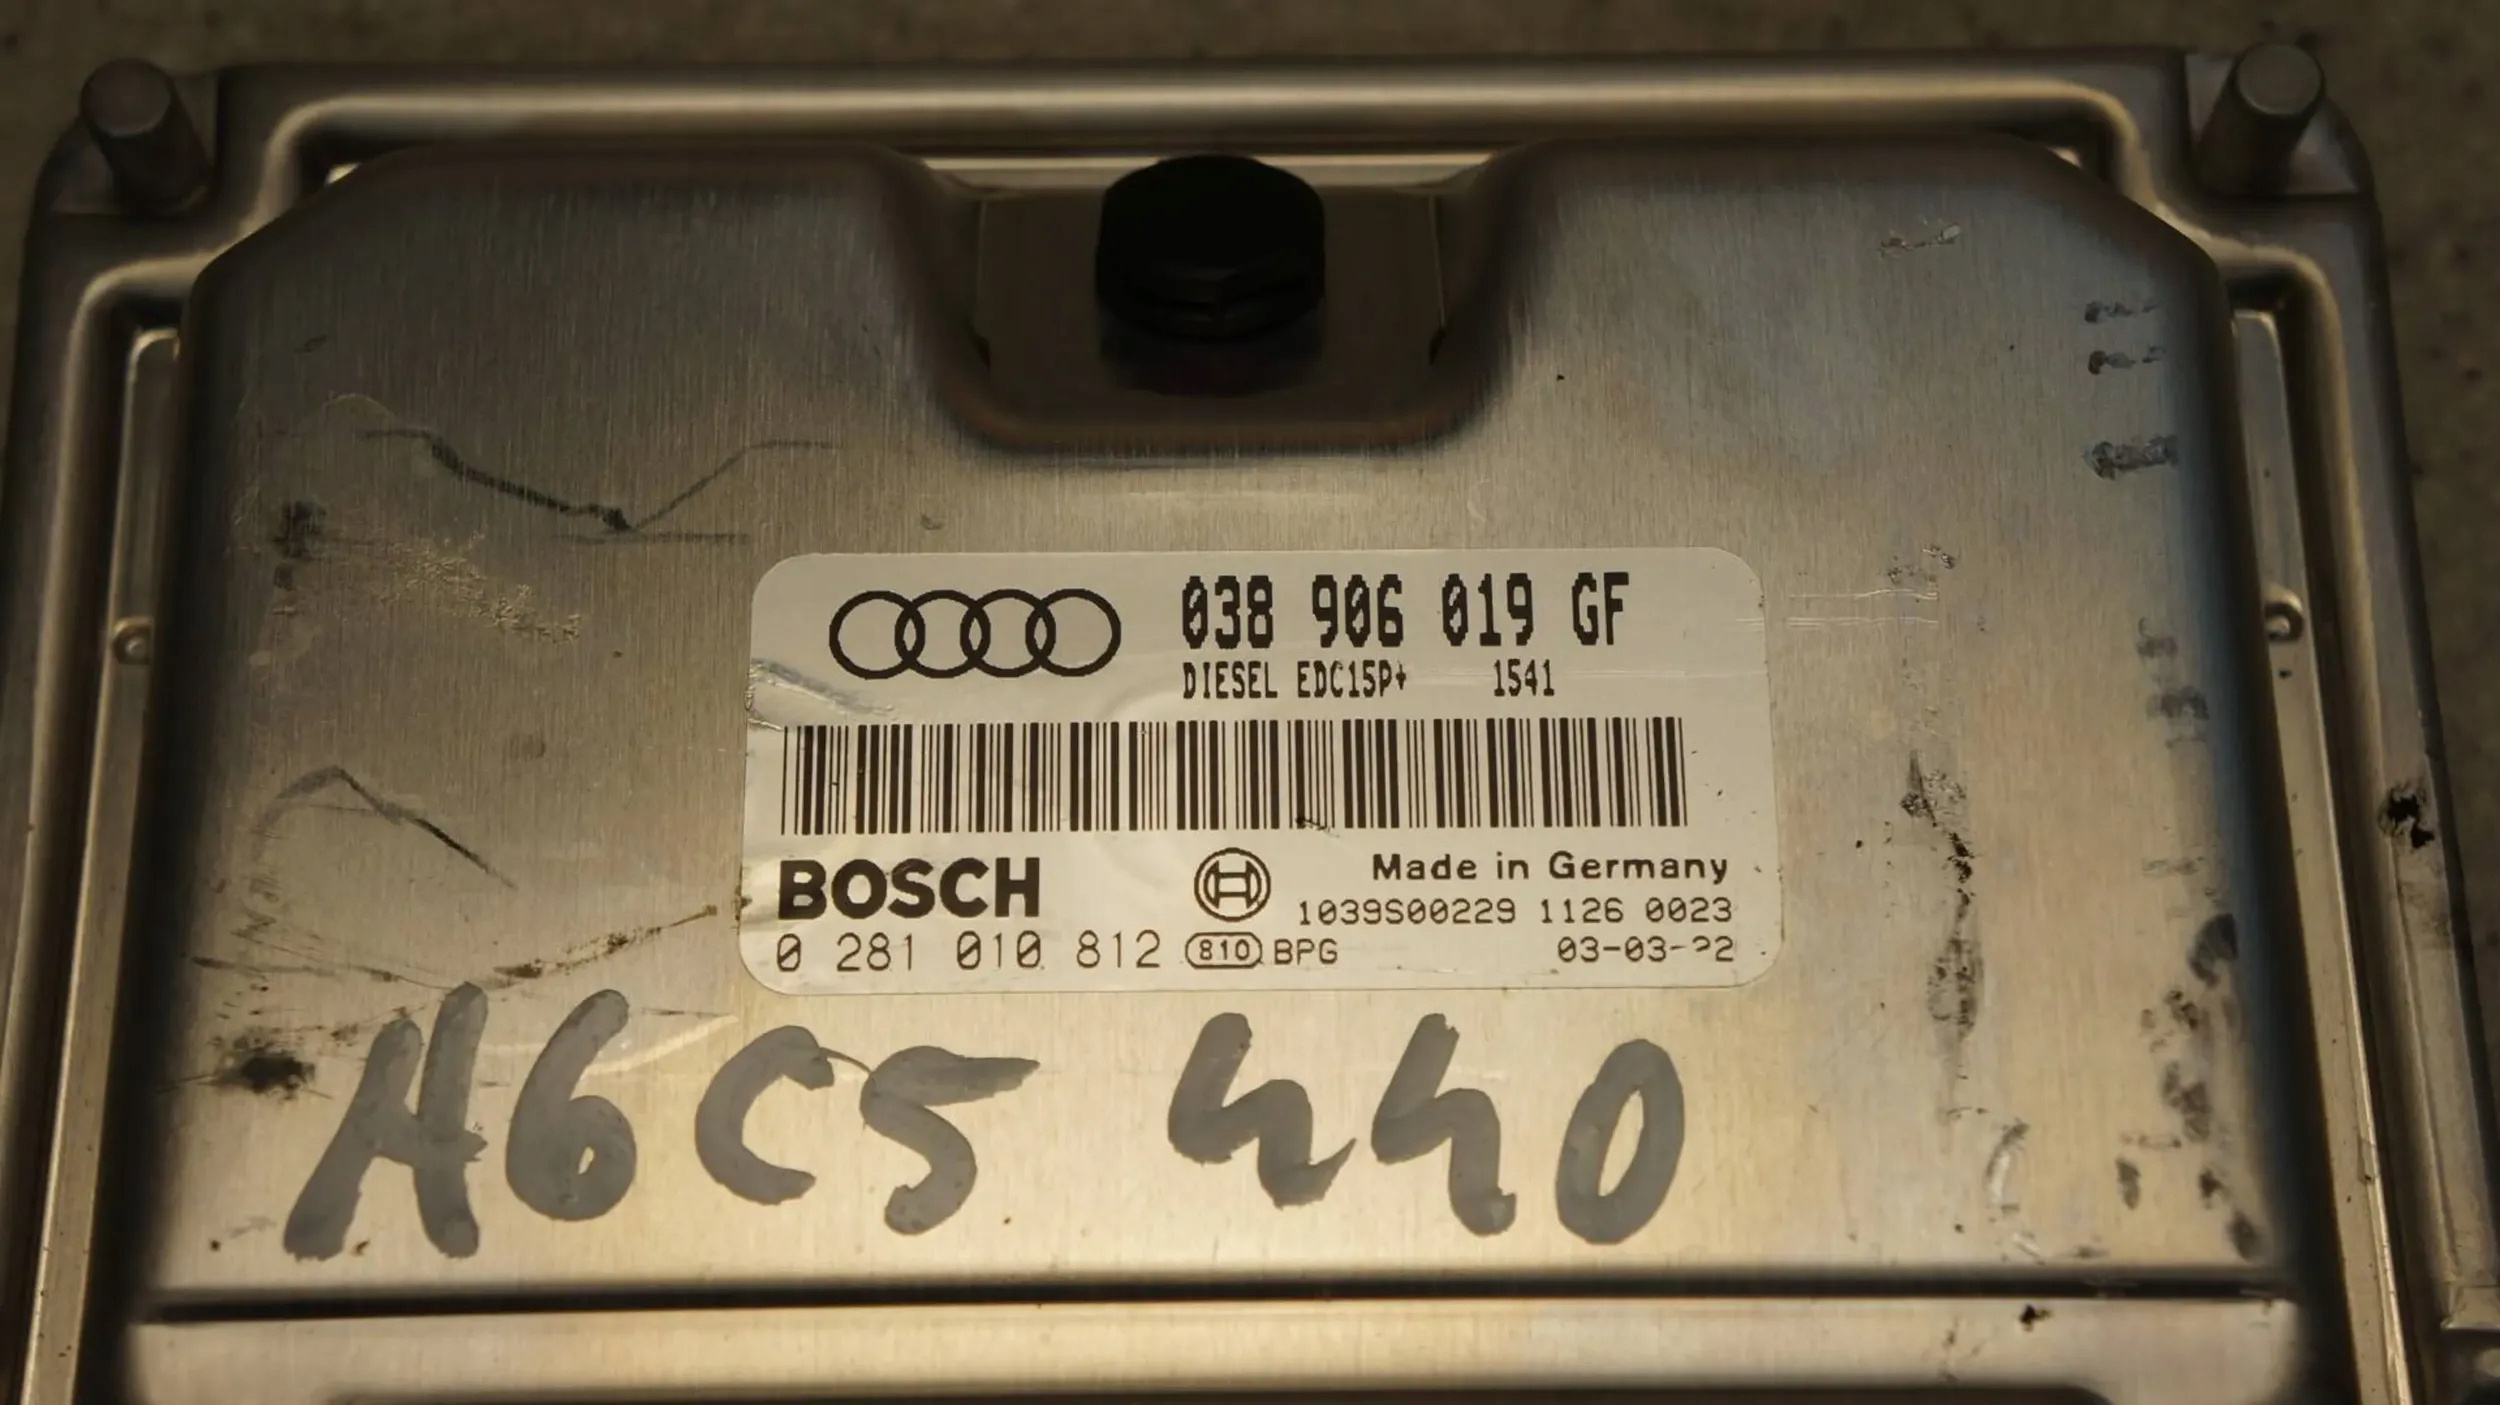 038 906 019 GF
DIESEL EDC15P+ 1541
BOSCH
Made in Germany
1039S00229 1126 0023
0 281 010 812 810 BPG
A6C5 440